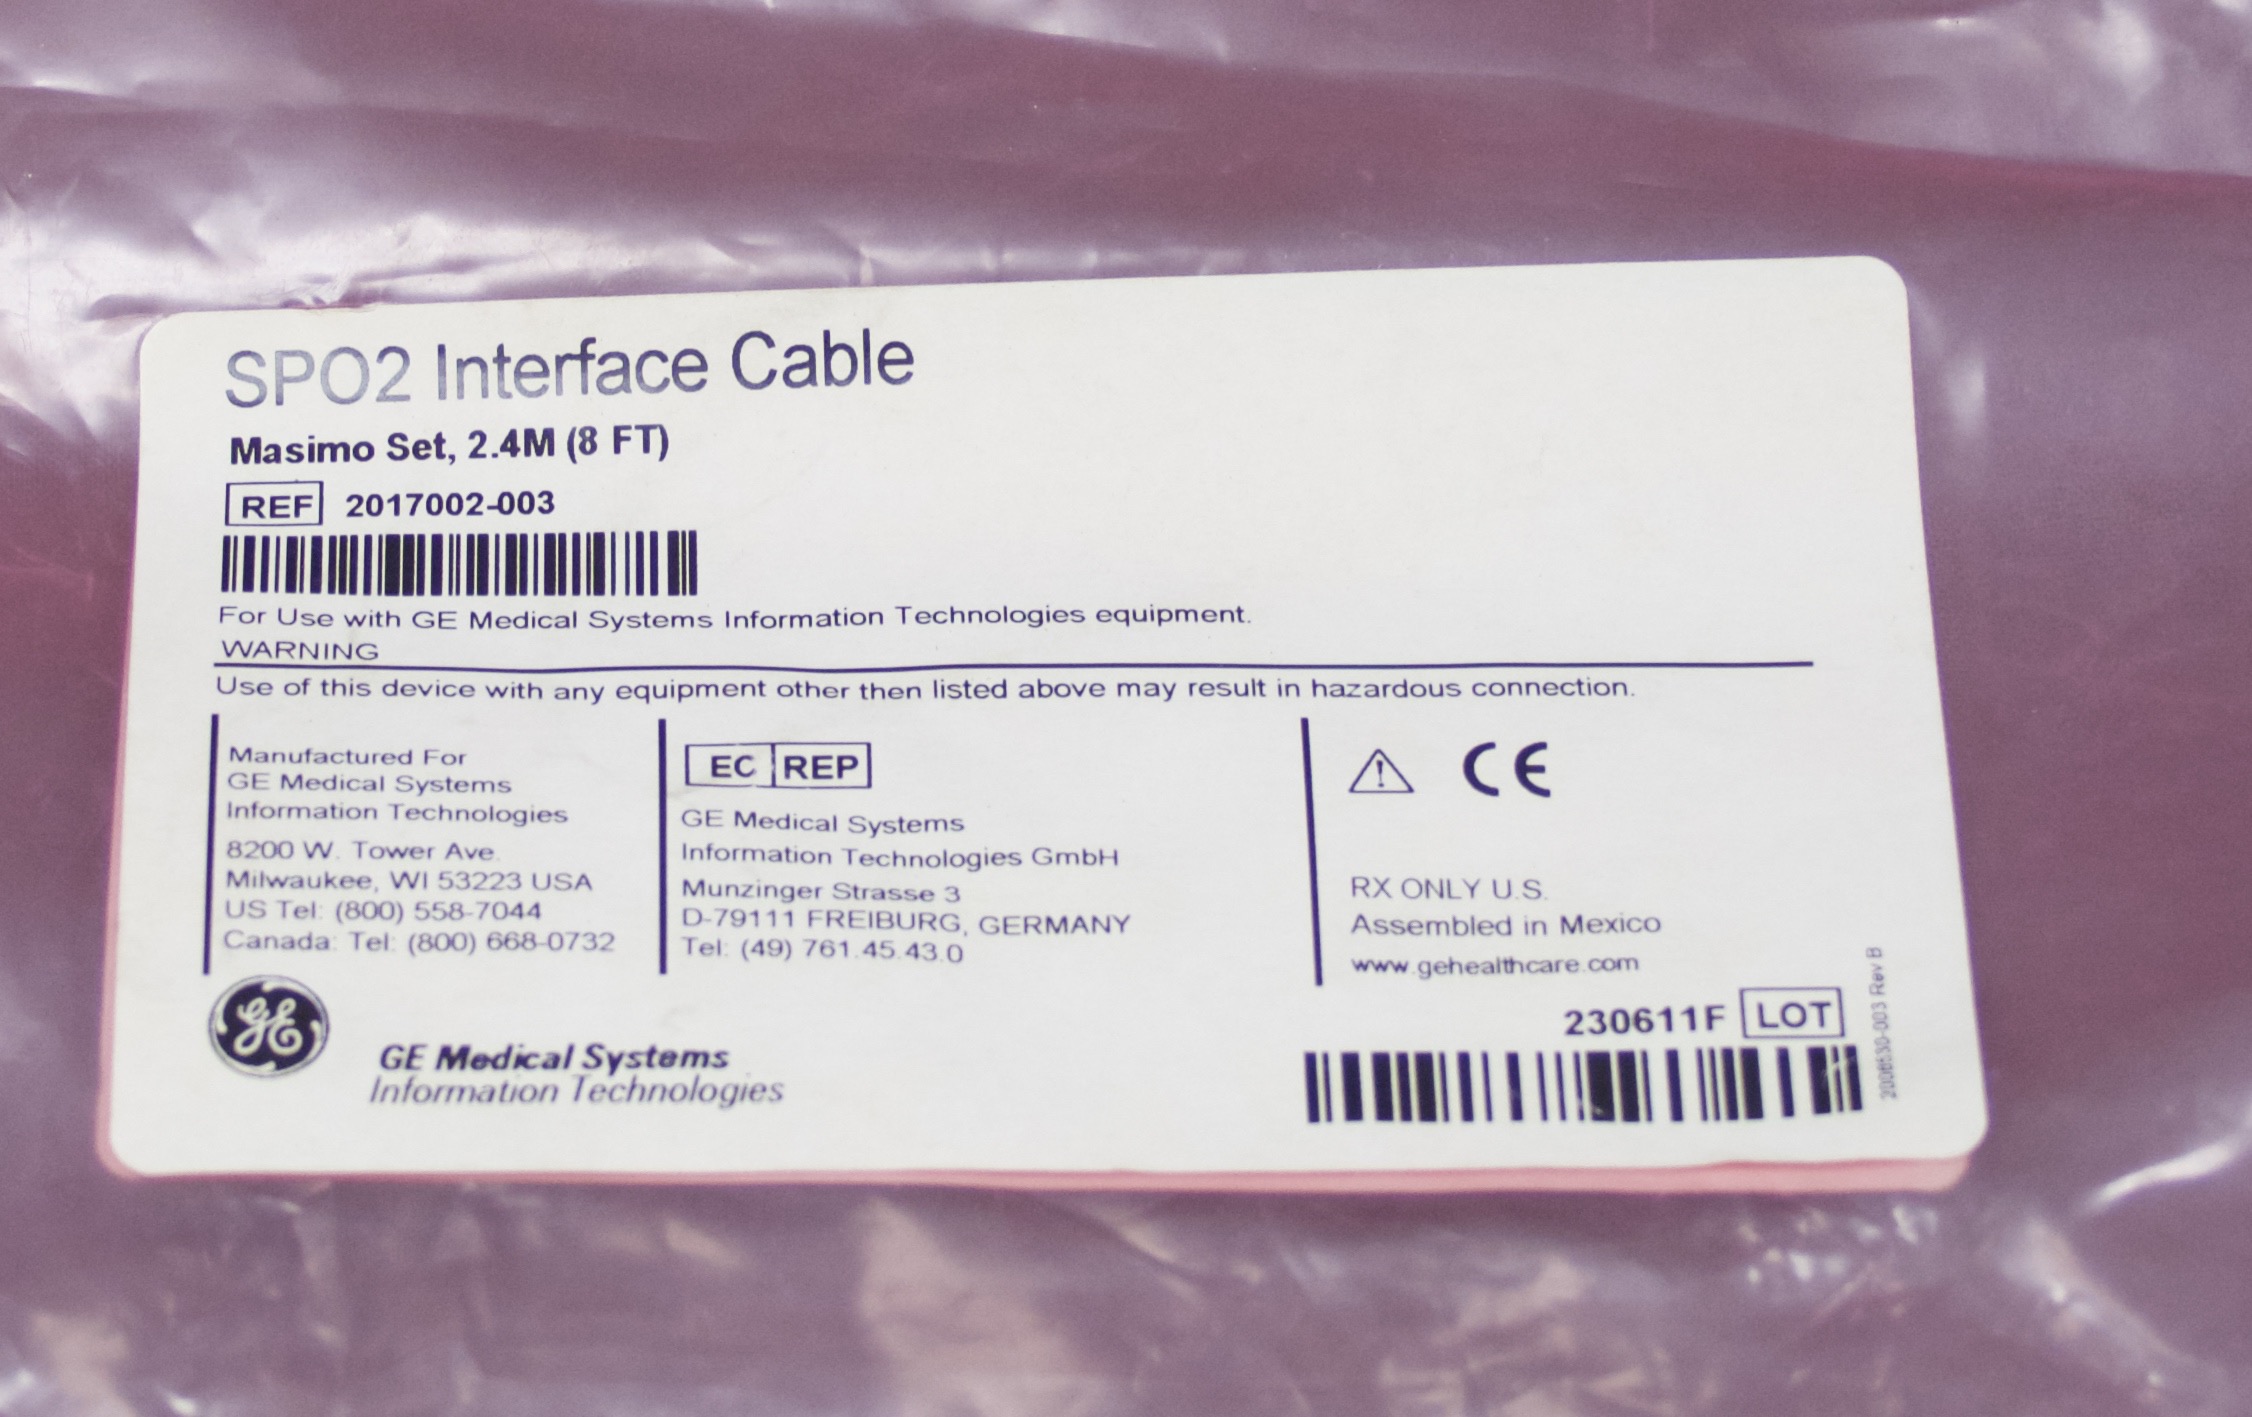 SPO2 Interface Cable
Masimo Set, 2.4M (8 FT)
REF 2017002-003
For Use with GE Medical Systems Information Technologies equipment.
WARNING
Use of this device with any equipment other then listed above may result in hazardous connection.
Manufactured For
GE Medical Systems
Information Technologies
8200 W. Tower Ave.
Milwaukee, WI 53223 USA
US Tel: (800) 558-7044
Canada: Tel: (800) 668-0732
EC REP
GE Medical Systems
Information Technologies GmbH
Munzinger Strasse 3
D-79111 FREIBURG, GERMANY
Tel: (49) 761.45.43.0
CE
RX ONLY U.S.
Assembled in Mexico
www.gehealthcare.com
230611F LOT
Rev B
GE
GE Medical Systems
Information Technologies